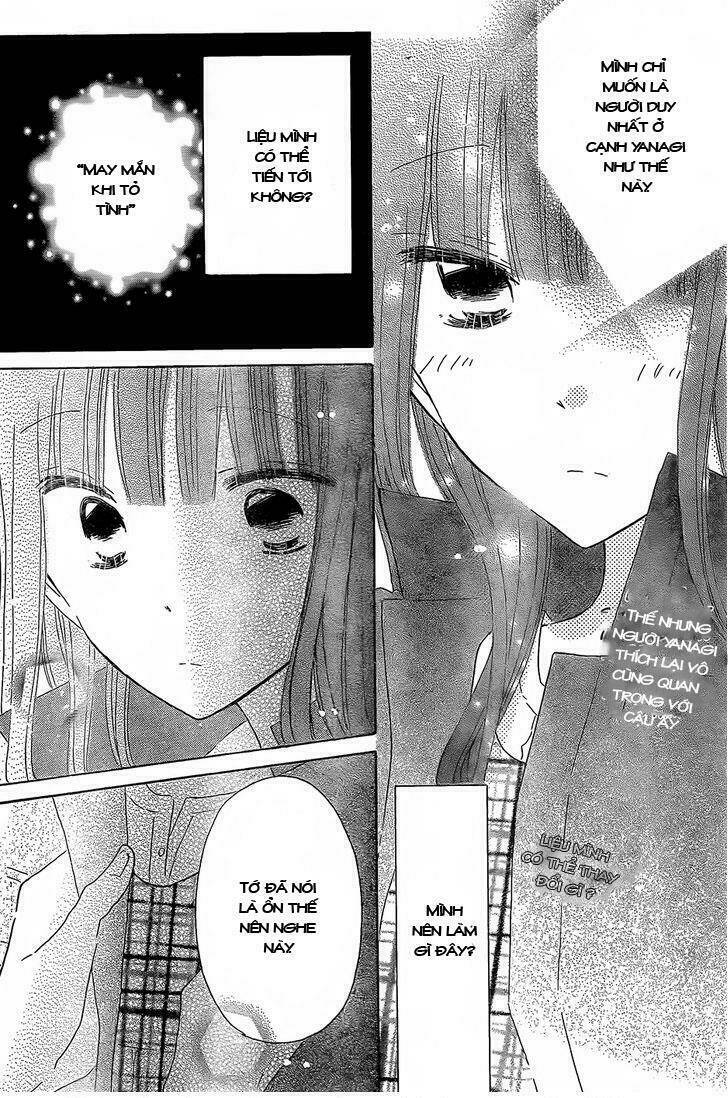 MÌNH CHỈ
MUỐN LÀ
NGƯỜI DUY
NHẤT Ở
CẠNH YANAGI
NHƯ THẾ
NÀY.
THẾ NHƯNG
NGƯỜI YANAGI
THÍCH LẠI VÔ
CÙNG QUAN
TRỌNG VỚI
CẬU ẤY
LIỆU MÌNH
CÓ THỂ THAY
ĐỔI GÌ?
MÌNH
NÊN LÀM
GÌ ĐÂY?
LIỆU MÌNH
CÓ THỂ
TIẾN TỚI
KHÔNG?
"MAY MẮN
KHI TỎ
TÌNH"
TỚ ĐÃ NÓI
LÀ ỔN THẾ
NÊN NGHE
NÀY.